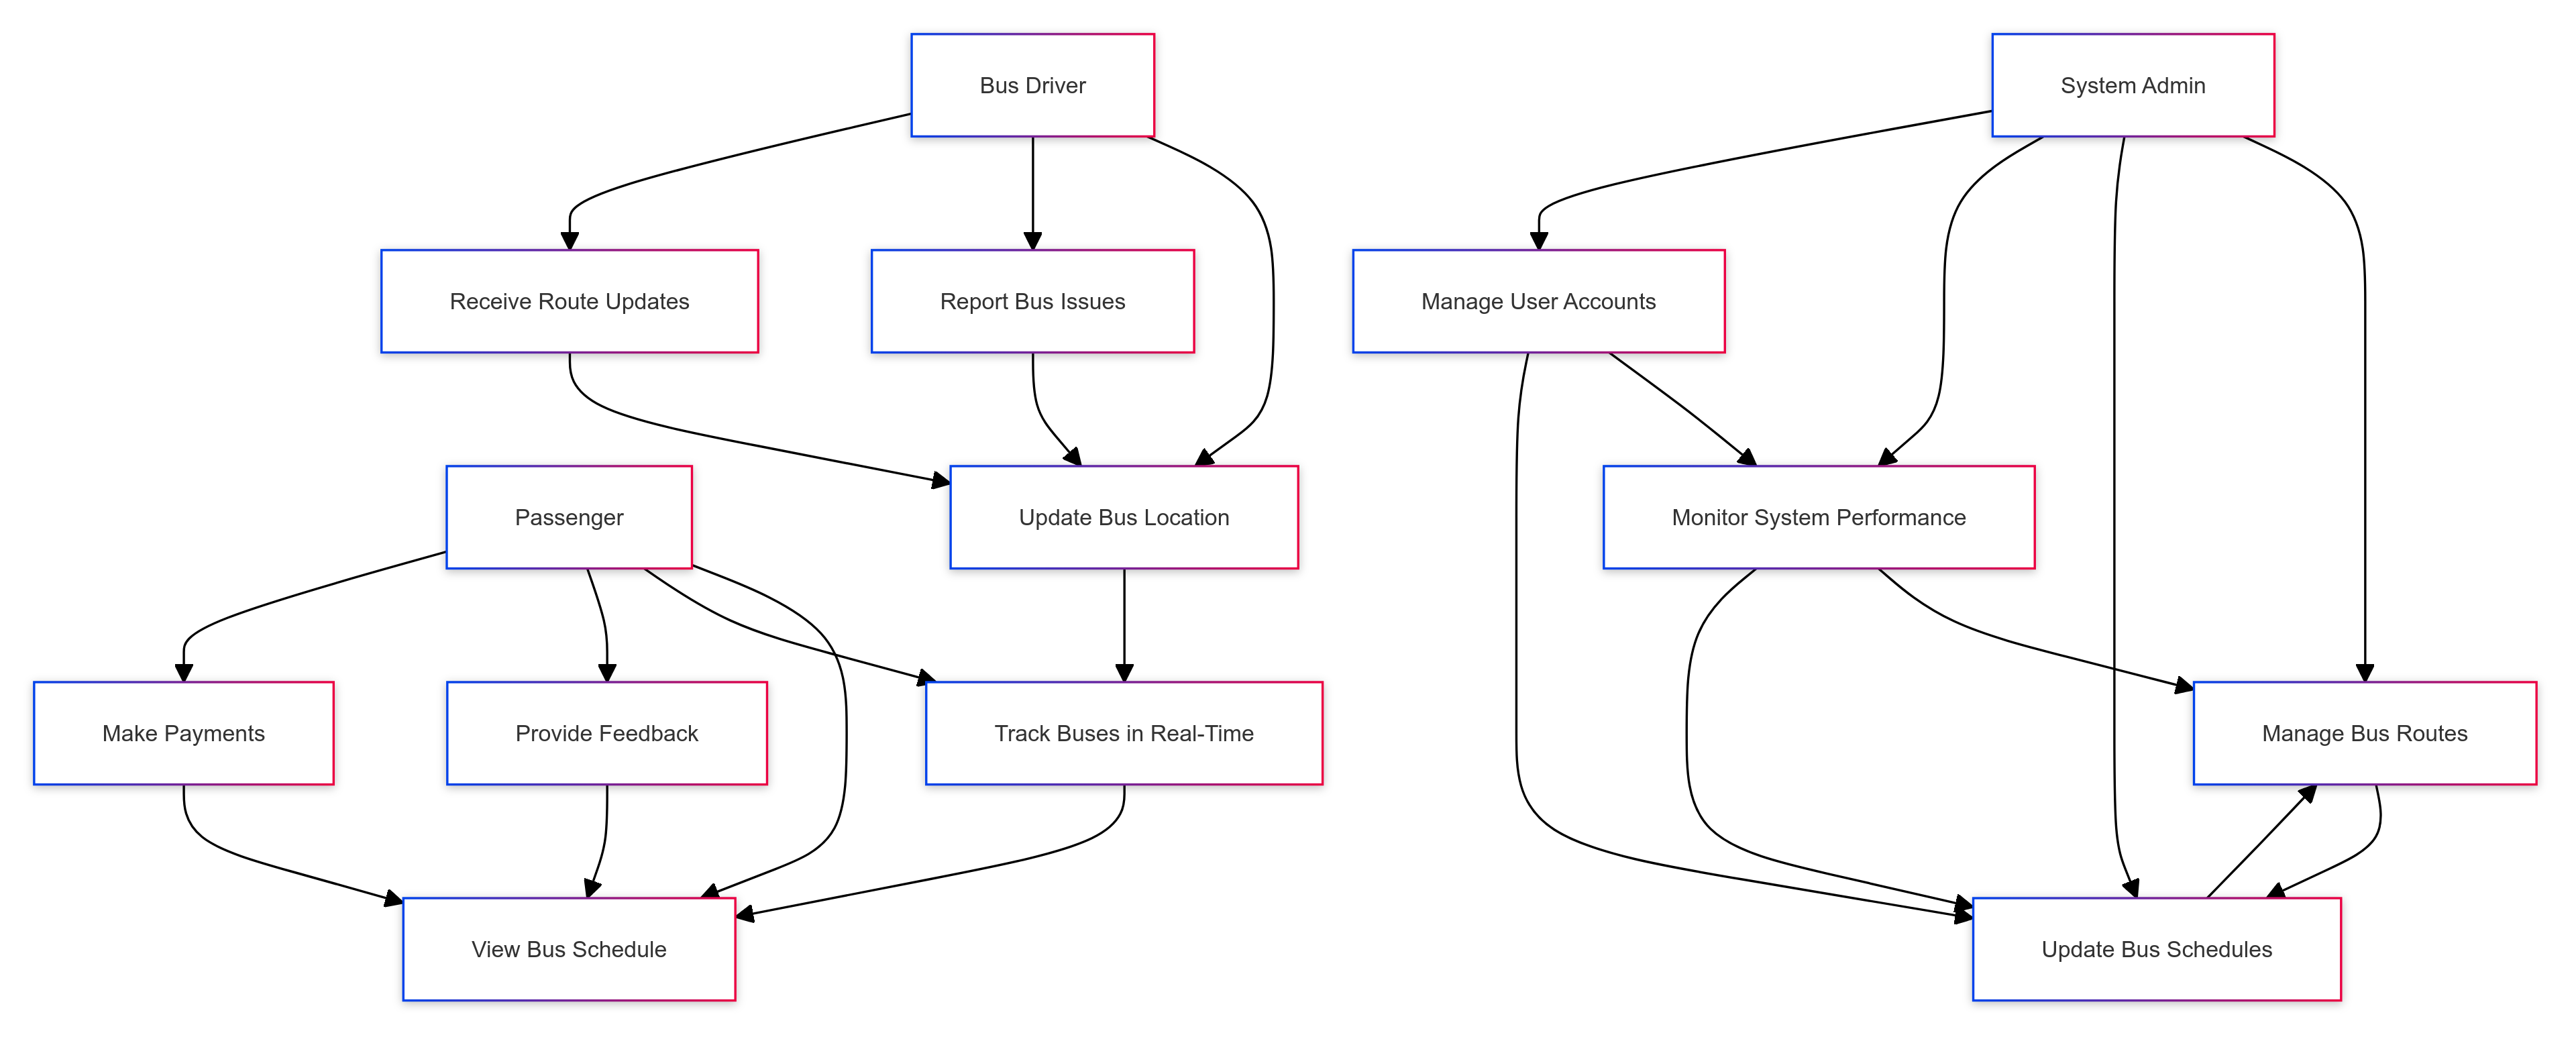 Bus Driver
System Admin
Receive Route Updates
Report Bus Issues
Manage User Accounts
Passenger
Update Bus Location
Monitor System Performance
Make Payments
Provide Feedback
Track Buses in Real-Time
Manage Bus Routes
View Bus Schedule
Update Bus Schedules